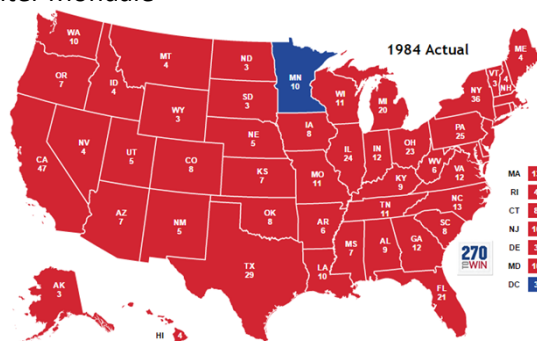 1984 Actual
WA
10
OR
7
CA
47
NV
4
ID
4
MT
4
WY
3
UT
5
AZ
7
CO
8
NM
5
ND
3
SD
3
NE
5
KS
7
OK
8
TX
29
MN
10
IA
8
MO
11
AR
6
LA
10
WI
11
IL
24
MI
20
IN
12
OH
23
KY
9
TN
11
MS
7
AL
9
GA
12
FL
21
SC
8
NC
13
VA
12
WV
6
PA
25
NY
36
VT
3
4
NH
ME
4
AK
3
HI 4
MA
RI
CT
NJ
DE
MD
DC 3
270
WIN